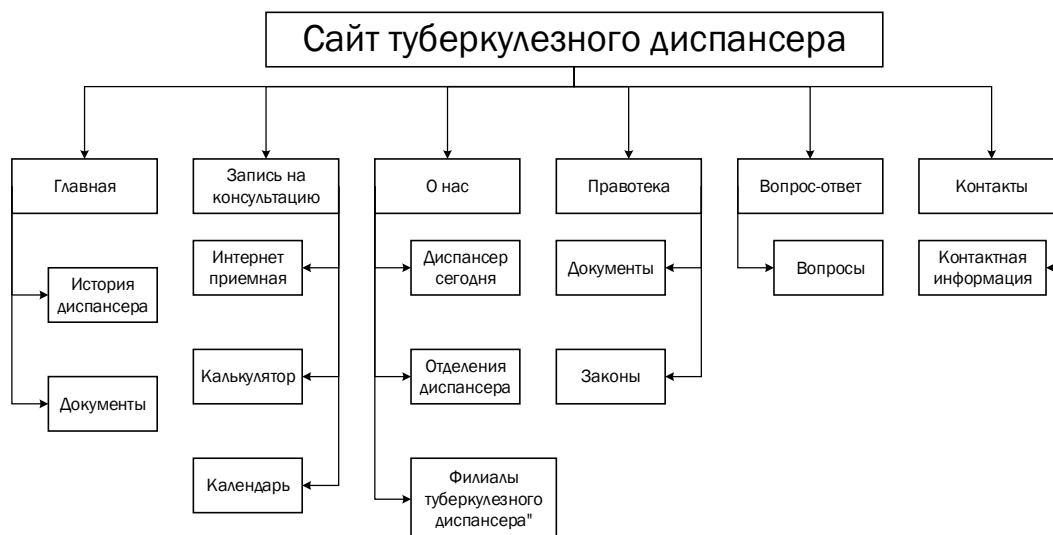 Сайт туберкулезного диспансера
Главная
Запись на
консультацию
О нас
Правотека
Вопрос-ответ
Контакты
История
диспансера
Документы
Интернет
приемная
Калькулятор
Календарь
Диспансер
сегодня
Отделения
диспансера
Филиалы
туберкулезного
диспансера"
Документы
Законы
Вопросы
Контактная
информация